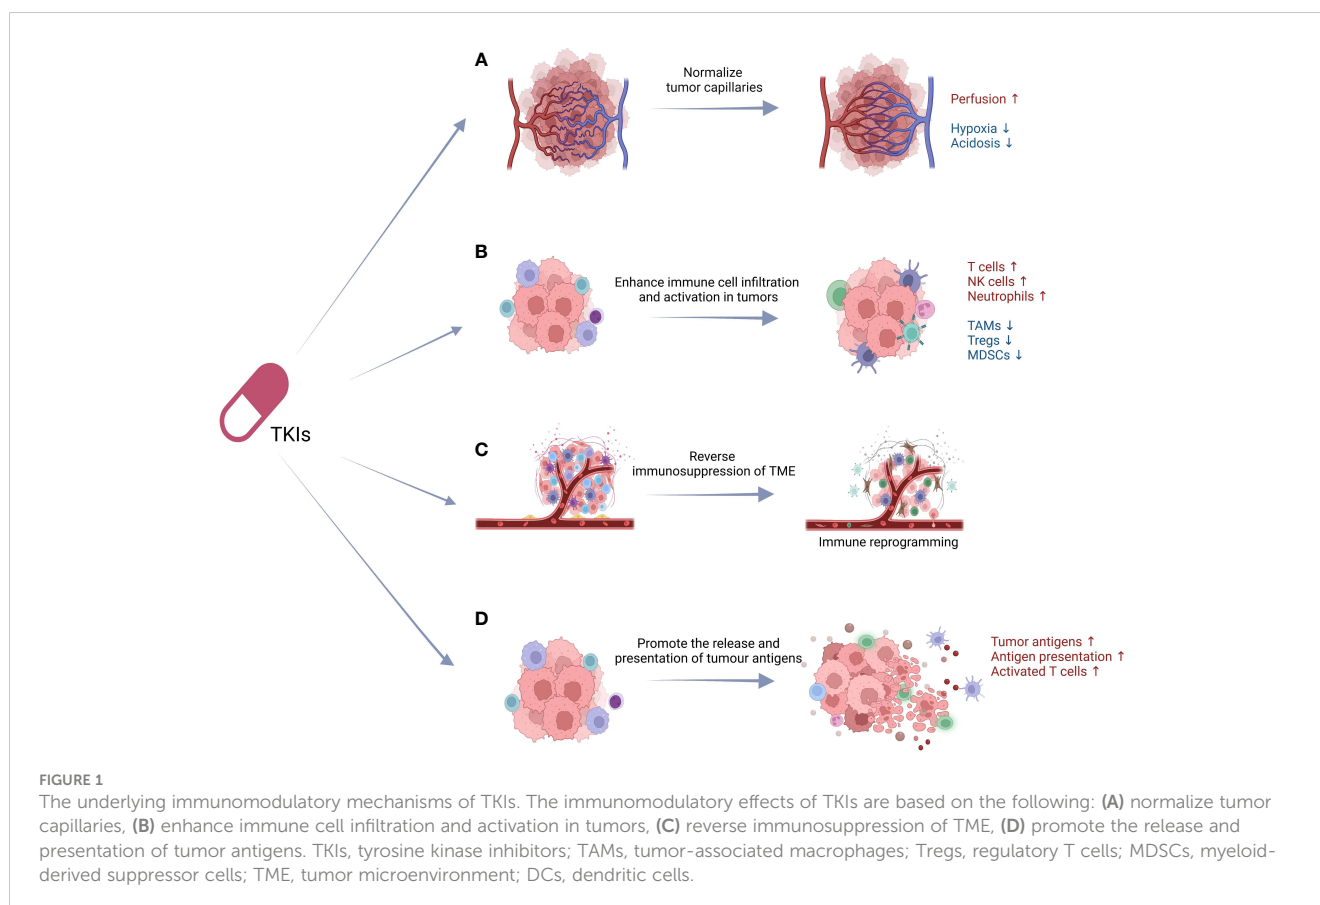 A
Normalize
tumor capillaries
Perfusion ↑
Hypoxia ↓
Acidosis ↓
B
Enhance immune cell infiltration
and activation in tumors
T cells ↑
NK cells ↑
Neutrophils ↑
TAMs ↓
Tregs ↓
MDSCs ↓
TKIs
C
Reverse
immunosuppression of TME
Immune reprogramming
D
Promote the release and
presentation of tumour antigens
Tumor antigens ↑
Antigen presentation ↑
Activated T cells ↑
FIGURE 1
The underlying immunomodulatory mechanisms of TKIs. The immunomodulatory effects of TKIs are based on the following: (A) normalize tumor
capillaries, (B) enhance immune cell infiltration and activation in tumors, (C) reverse immunosuppression of TME, (D) promote the release and
presentation of tumor antigens. TKIs, tyrosine kinase inhibitors; TAMs, tumor-associated macrophages; Tregs, regulatory T cells; MDSCs, myeloid-
derived suppressor cells; TME, tumor microenvironment; DCs, dendritic cells.